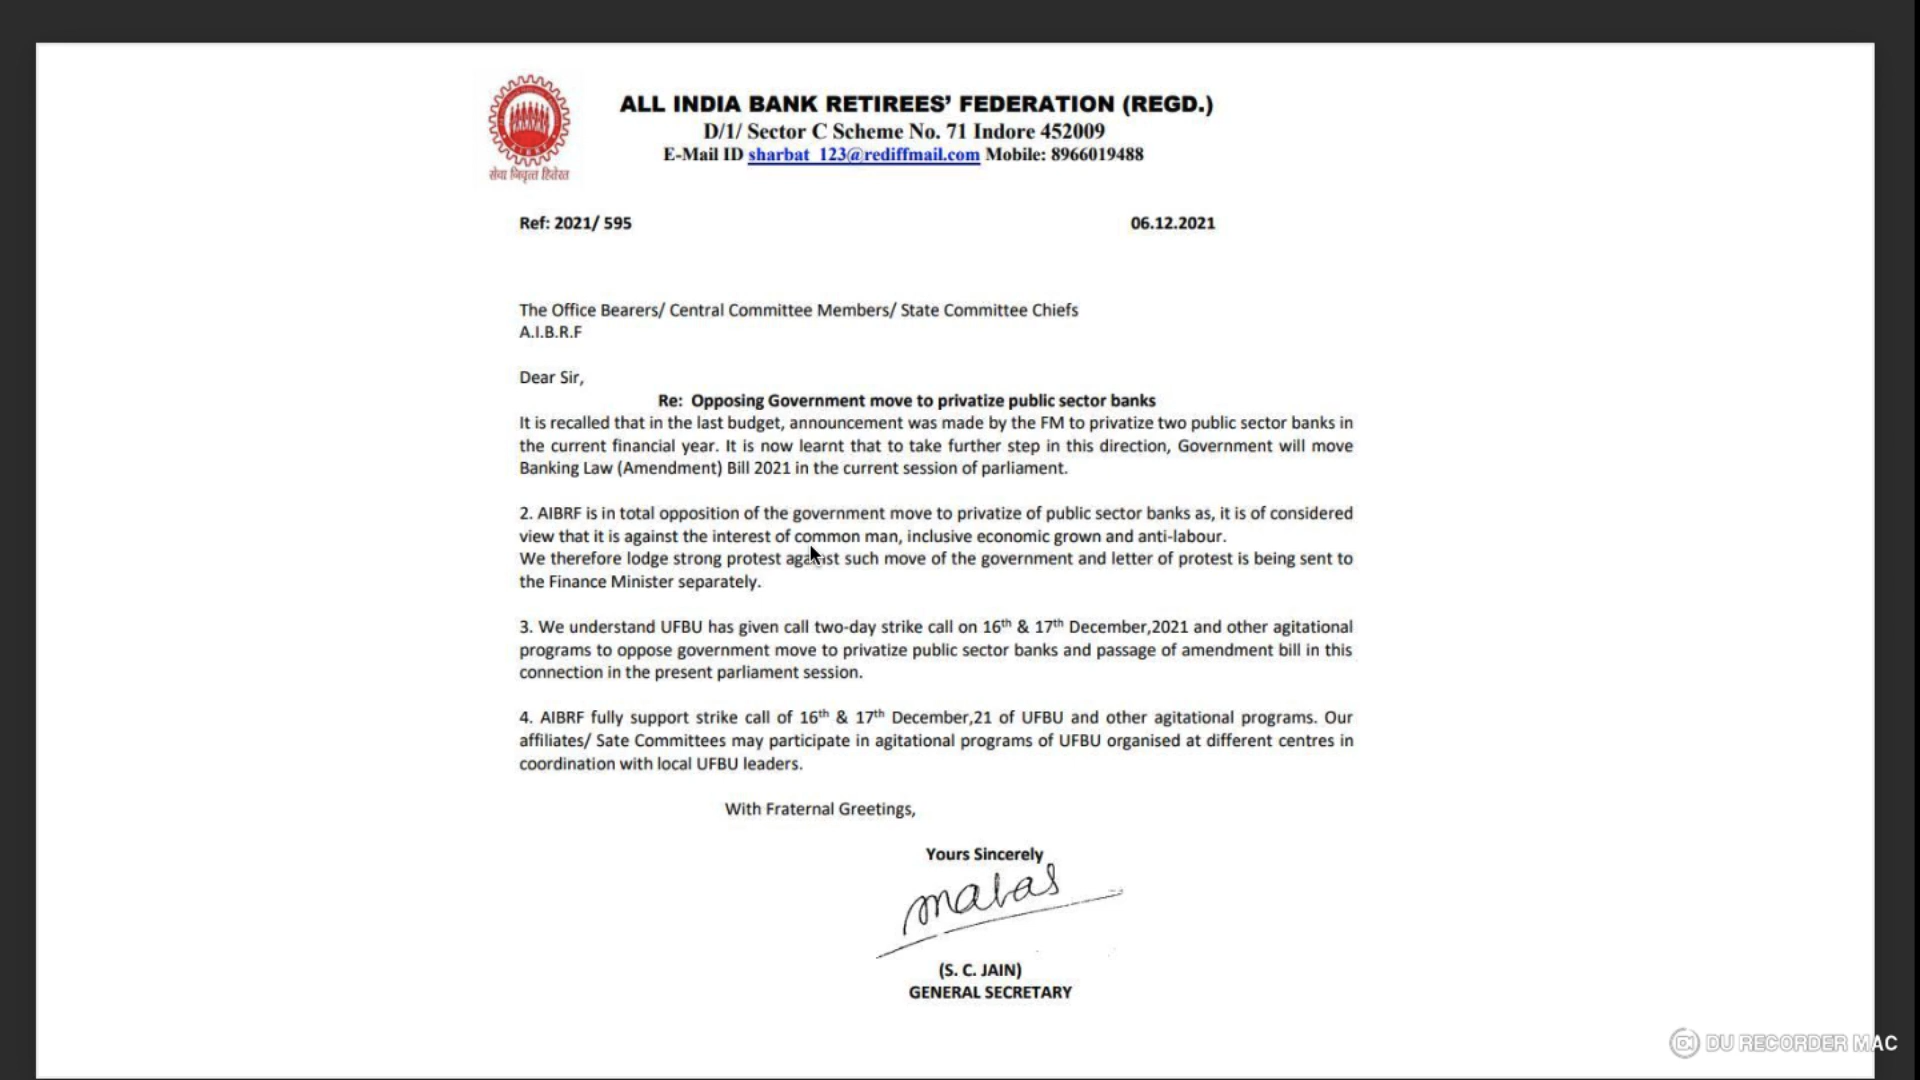 ALL INDIA BANK RETIREES’ FEDERATION (REGD.)
D/1/ Sector C Scheme No. 71 Indore 452009
E-Mail ID sharbat_123@rediffmail.com Mobile: 8966019488
AIBRF
सेवा निवृत्त हितेरत
Ref: 2021/ 595 06.12.2021
The Office Bearers/ Central Committee Members/ State Committee Chiefs
A.I.B.R.F
Dear Sir,
Re: Opposing Government move to privatize public sector banks
It is recalled that in the last budget, announcement was made by the FM to privatize two public sector banks in
the current financial year. It is now learnt that to take further step in this direction, Government will move
Banking Law (Amendment) Bill 2021 in the current session of parliament.
2. AIBRF is in total opposition of the government move to privatize of public sector banks as, it is of considered
view that it is against the interest of common man, inclusive economic grown and anti-labour.
We therefore lodge strong protest against such move of the government and letter of protest is being sent to
the Finance Minister separately.
3. We understand UFBU has given call two-day strike call on 16th & 17th December,2021 and other agitational
programs to oppose government move to privatize public sector banks and passage of amendment bill in this
connection in the present parliament session.
4. AIBRF fully support strike call of 16th & 17th December,21 of UFBU and other agitational programs. Our
affiliates/ Sate Committees may participate in agitational programs of UFBU organised at different centres in
coordination with local UFBU leaders.
With Fraternal Greetings,
Yours Sincerely
(S. C. JAIN)
GENERAL SECRETARY
DU RECORDER MAC